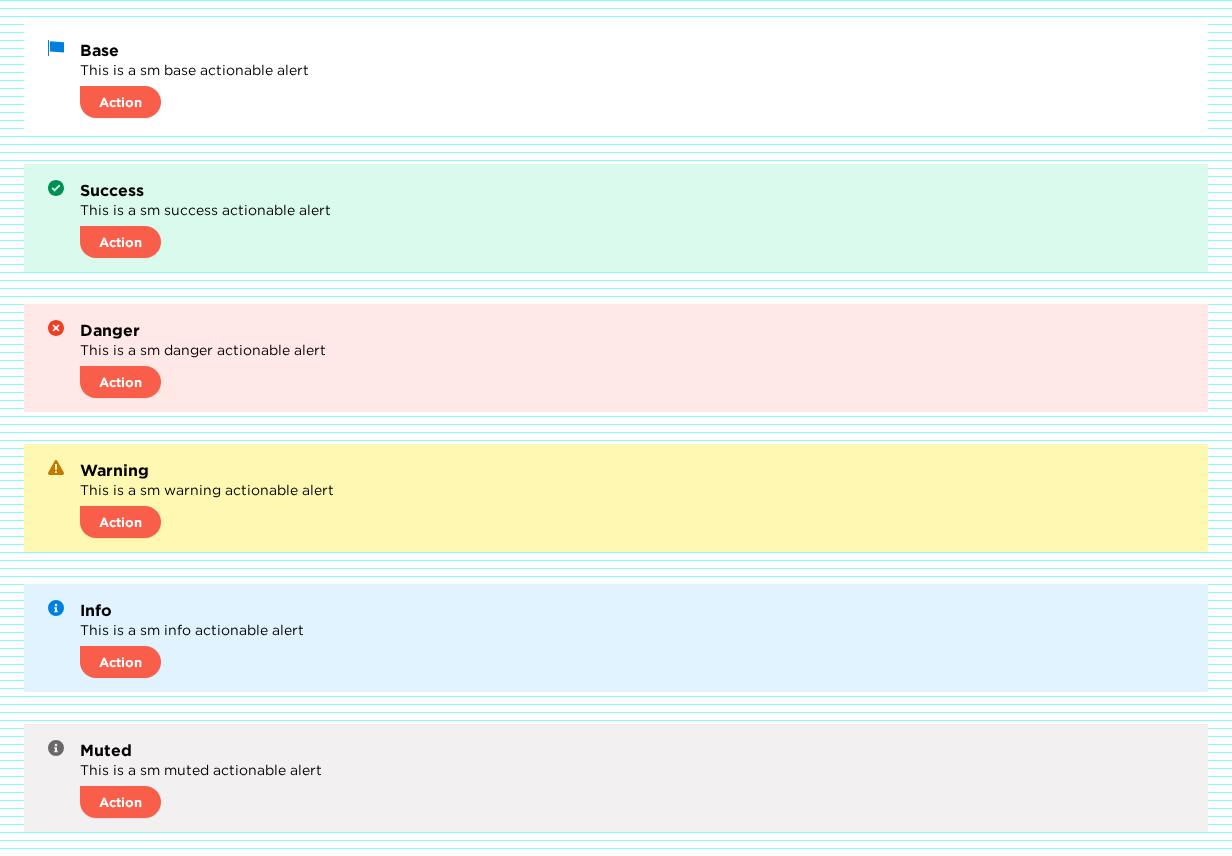 Base
This is a sm base actionable alert
Action
Success
This is a sm success actionable alert
Action
Danger
This is a sm danger actionable alert
Action
Warning
This is a sm warning actionable alert
Action
Info
This is a sm info actionable alert
Action
Muted
This is a sm muted actionable alert
Action